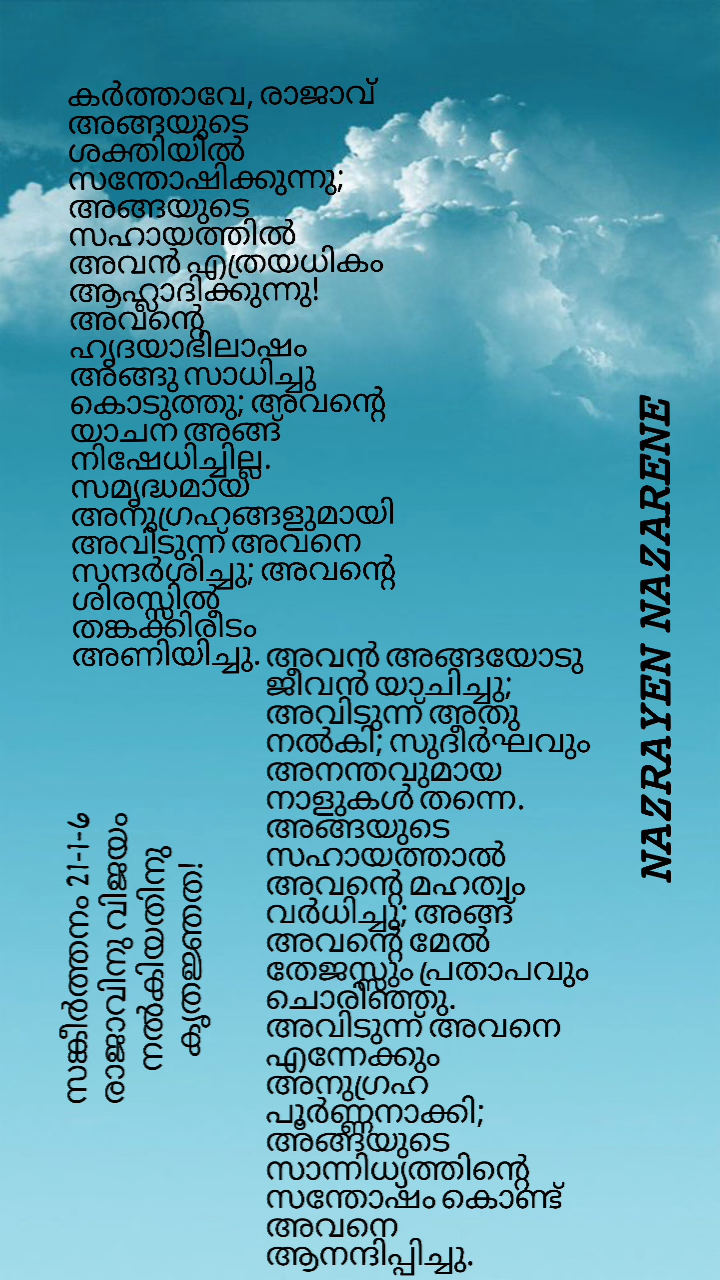 കർത്താവേ, രാജാവ്
അങ്ങയുടെ
ശക്തിയിൽ
സന്തോഷിക്കുന്നു;
അങ്ങയുടെ
സഹായത്തിൽ
അവൻ എത്രയധികം
ആഹ്ലാദിക്കുന്നു!
അവന്റെ
ഹൃദയാഭിലാഷം
അങ്ങു സാധിച്ചു
കൊടുത്തു; അവന്റെ
യാചന അങ്ങ്
നിഷേധിച്ചില്ല.
സമൃദ്ധമായ
അനുഗ്രഹങ്ങളുമായി
അവിടുന്ന് അവനെ
സന്ദർശിച്ചു; അവന്റെ
ശിരസ്സിൽ
തങ്കക്കിരീടം
അണിയിച്ചു.
അവൻ അങ്ങയോടു
ജീവൻ യാചിച്ചു;
അവിടുന്ന് അതു
നൽകി; സുദീർഘവും
അനന്തവുമായ
നാളുകൾ തന്നെ.
അങ്ങയുടെ
സഹായത്താൽ
അവന്റെ മഹത്വം
വർധിച്ചു; അങ്ങ്
അവന്റെ മേൽ
തേജസ്സും പ്രതാപവും
ചൊരിഞ്ഞു.
അവിടുന്ന് അവനെ
എന്നേക്കും
അനുഗ്രഹ
പൂർണ്ണനാക്കി;
അങ്ങയുടെ
സാന്നിധ്യത്തിന്റെ
സന്തോഷം കൊണ്ട്
അവനെ
ആനന്ദിപ്പിച്ചു.
സങ്കീർത്തനം 21-1-6
രാജാവിനു വിജയം
നൽകിയതിനു
കൃതജ്ഞത!
NAZRAYEN NAZARENE